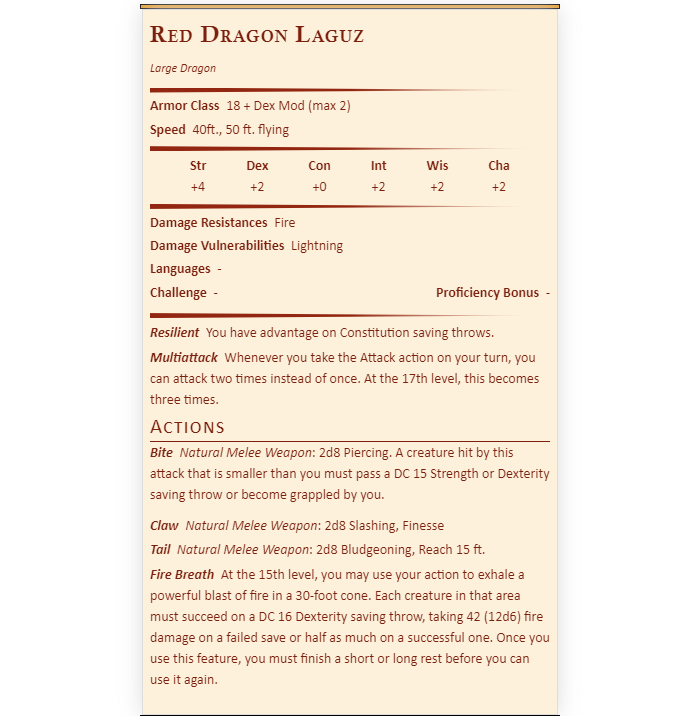 Red Dragon Laguz
Large Dragon
Armor Class 18 + Dex Mod (max 2)
Speed 40ft., 50 ft. flying
Str Dex Con Int Wis Cha
+4 +2 +0 +2 +2 +2
Damage Resistances Fire
Damage Vulnerabilities Lightning
Languages -
Challenge - Proficiency Bonus -
Resilient You have advantage on Constitution saving throws.
Multiattack Whenever you take the Attack action on your turn, you
can attack two times instead of once. At the 17th level, this becomes
three times.
Actions
Bite Natural Melee Weapon: 2d8 Piercing. A creature hit by this
attack that is smaller than you must pass a DC 15 Strength or Dexterity
saving throw or become grappled by you.
Claw Natural Melee Weapon: 2d8 Slashing, Finesse
Tail Natural Melee Weapon: 2d8 Bludgeoning, Reach 15 ft.
Fire Breath At the 15th level, you may use your action to exhale a
powerful blast of fire in a 30-foot cone. Each creature in that area
must succeed on a DC 16 Dexterity saving throw, taking 42 (12d6) fire
damage on a failed save or half as much on a successful one. Once you
use this feature, you must finish a short or long rest before you can
use it again.